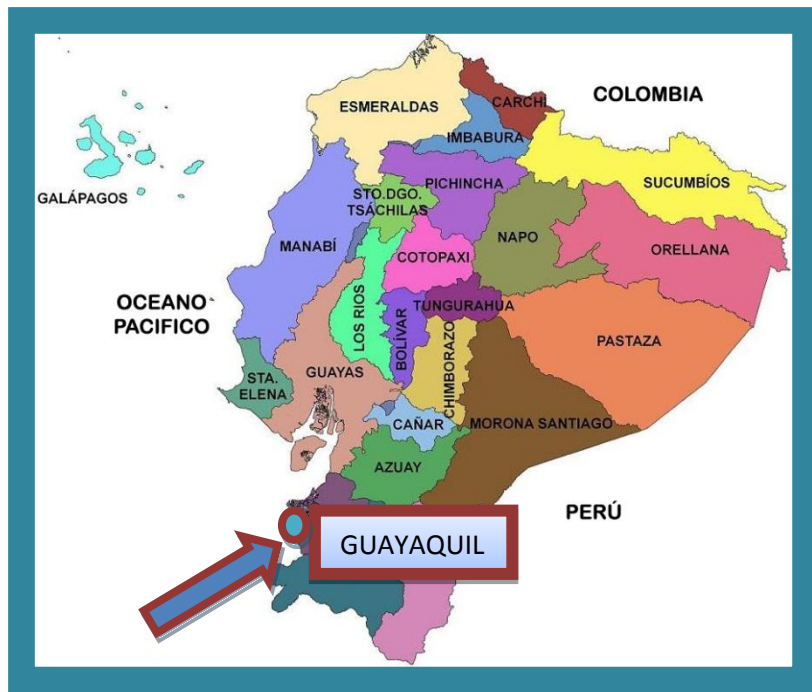 COLOMBIA
CARCHI
ESMERALDAS
IMBABURA
PICHINCHA
SUCUMBÍOS
GALÁPAGOS
STO.DGO.
TSÁCHILAS
NAPO
ORELLANA
MANABÍ
COTOPAXI
OCEANO
PACIFICO
TUNGURAHUA
LOS RIOS
BOLÍVAR
CHIMBORAZO
PASTAZA
GUAYAS
STA.
ELENA
CAÑAR
MORONA SANTIAGO
AZUAY
PERÚ
GUAYAQUIL